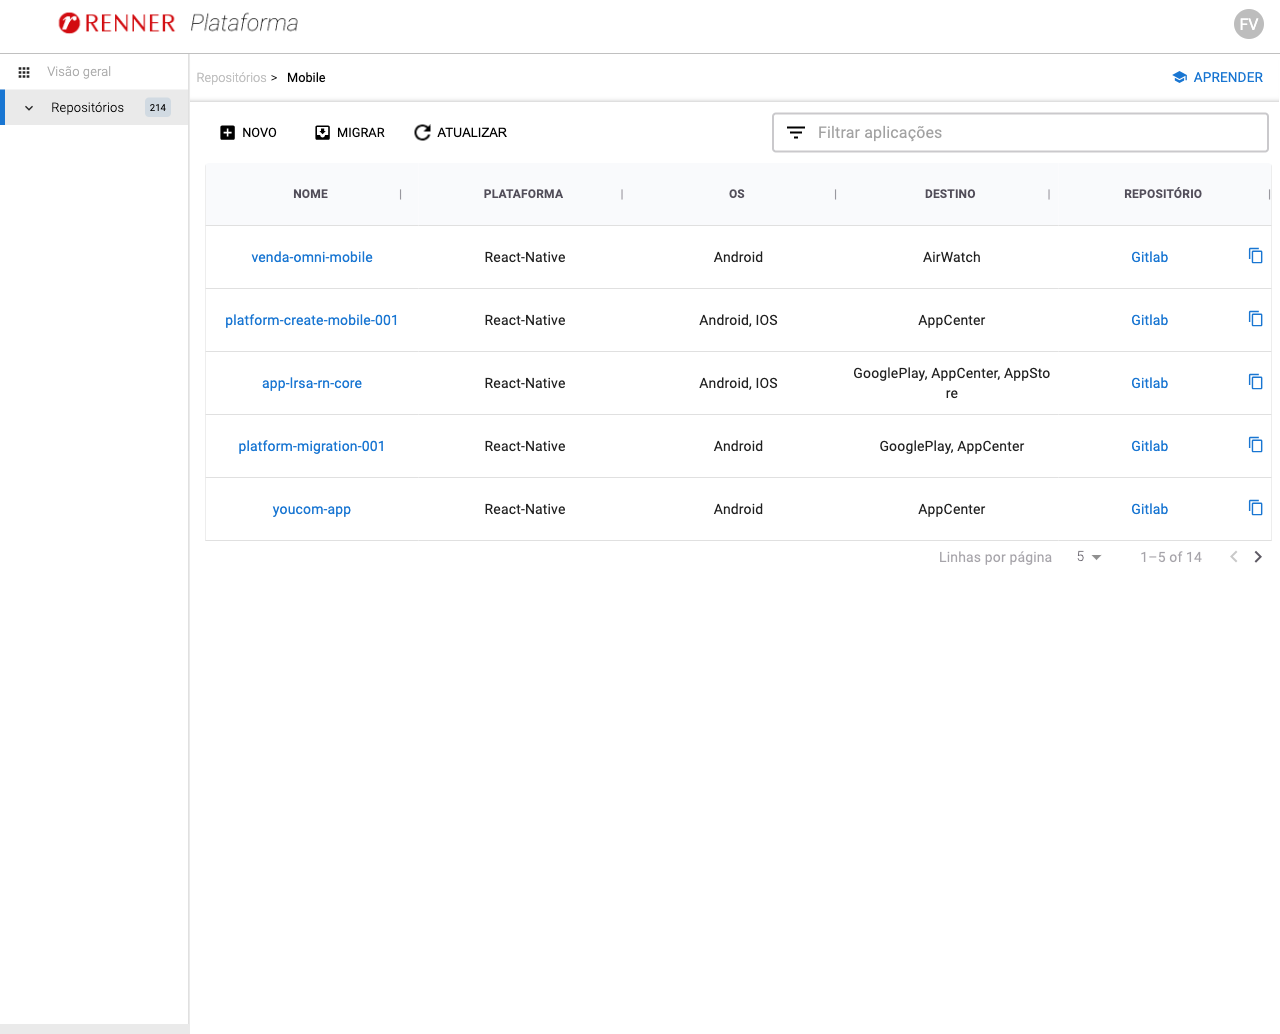 RENNER Plataforma
FV
Visão geral
Repositórios 214
Repositórios > Mobile
APRENDER
NOVO MIGRAR ATUALIZAR
Filtrar aplicações
NOME PLATAFORMA OS DESTINO REPOSITÓRIO
venda-omni-mobile React-Native Android AirWatch Gitlab
platform-create-mobile-001 React-Native Android, IOS AppCenter Gitlab
app-lrsa-rn-core React-Native Android, IOS GooglePlay, AppCenter, AppSto
re Gitlab
platform-migration-001 React-Native Android GooglePlay, AppCenter Gitlab
youcom-app React-Native Android AppCenter Gitlab
Linhas por página 5 1–5 of 14